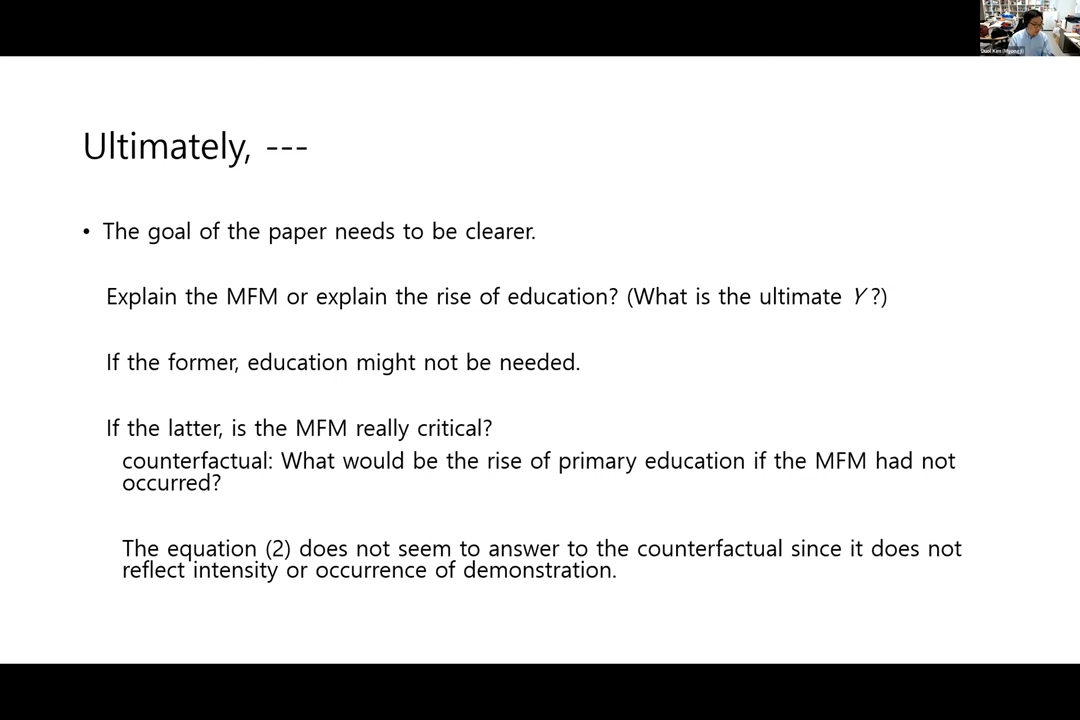 Duol Kim (Myongji)
Ultimately, ---
• The goal of the paper needs to be clearer.
Explain the MFM or explain the rise of education? (What is the ultimate Y ?)
If the former, education might not be needed.
If the latter, is the MFM really critical?
counterfactual: What would be the rise of primary education if the MFM had not
occurred?
The equation (2) does not seem to answer to the counterfactual since it does not
reflect intensity or occurrence of demonstration.